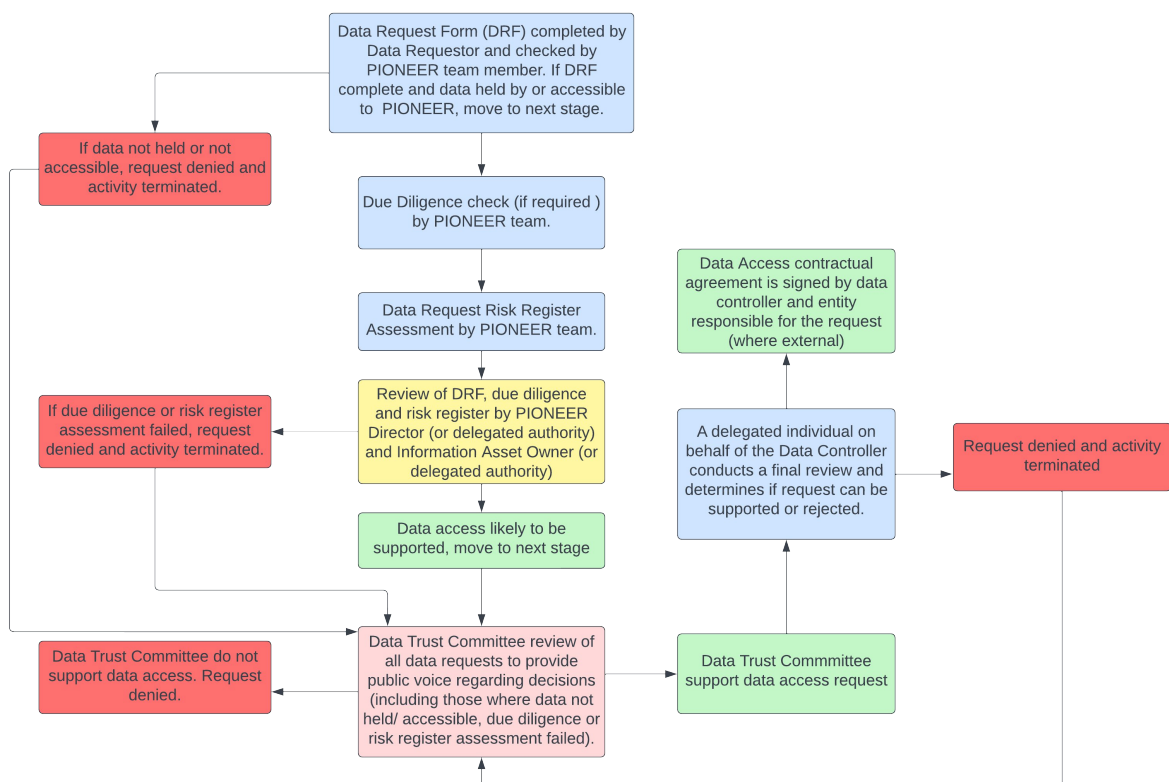 Data Request Form (DRF) completed by
Data Requestor and checked by
PIONEER team member. If DRF
complete and data held by or accessible
to PIONEER, move to next stage.
If data not held or not
accessible, request denied and
activity terminated.
Due Diligence check (if required )
by PIONEER team.
Data Access contractual
agreement is signed by data
controller and entity
responsible for the request
(where external)
Data Request Risk Register
Assessment by PIONEER team.
Review of DRF, due diligence
and risk register by PIONEER
Director (or delegated authority)
and Information Asset Owner (or
delegated authority)
If due diligence or risk register
assessment failed, request
denied and activity terminated.
A delegated individual on
behalf of the Data Controller
conducts a final review and
determines if request can be
supported or rejected.
Request denied and activity
terminated
Data access likely to be
supported, move to next stage
Data Trust Committee review of
all data requests to provide
public voice regarding decisions
(including those where data not
held/ accessible, due diligence or
risk register assessment failed).
Data Trust Committee do not
support data access. Request
denied.
Data Trust Commmittee
support data access request